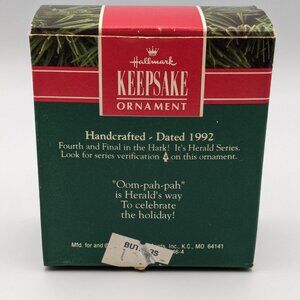 Hallmark
KEEPSAKE
ORNAMENT
Handcrafted - Dated 1992
Fourth and Final in the Hark! It's Herald Series.
Look for series verification on this ornament.
"Oom-pah-pah"
is Herald's way
To celebrate
the holiday!
Mfd. for and © Inc., K.C., MO 64141